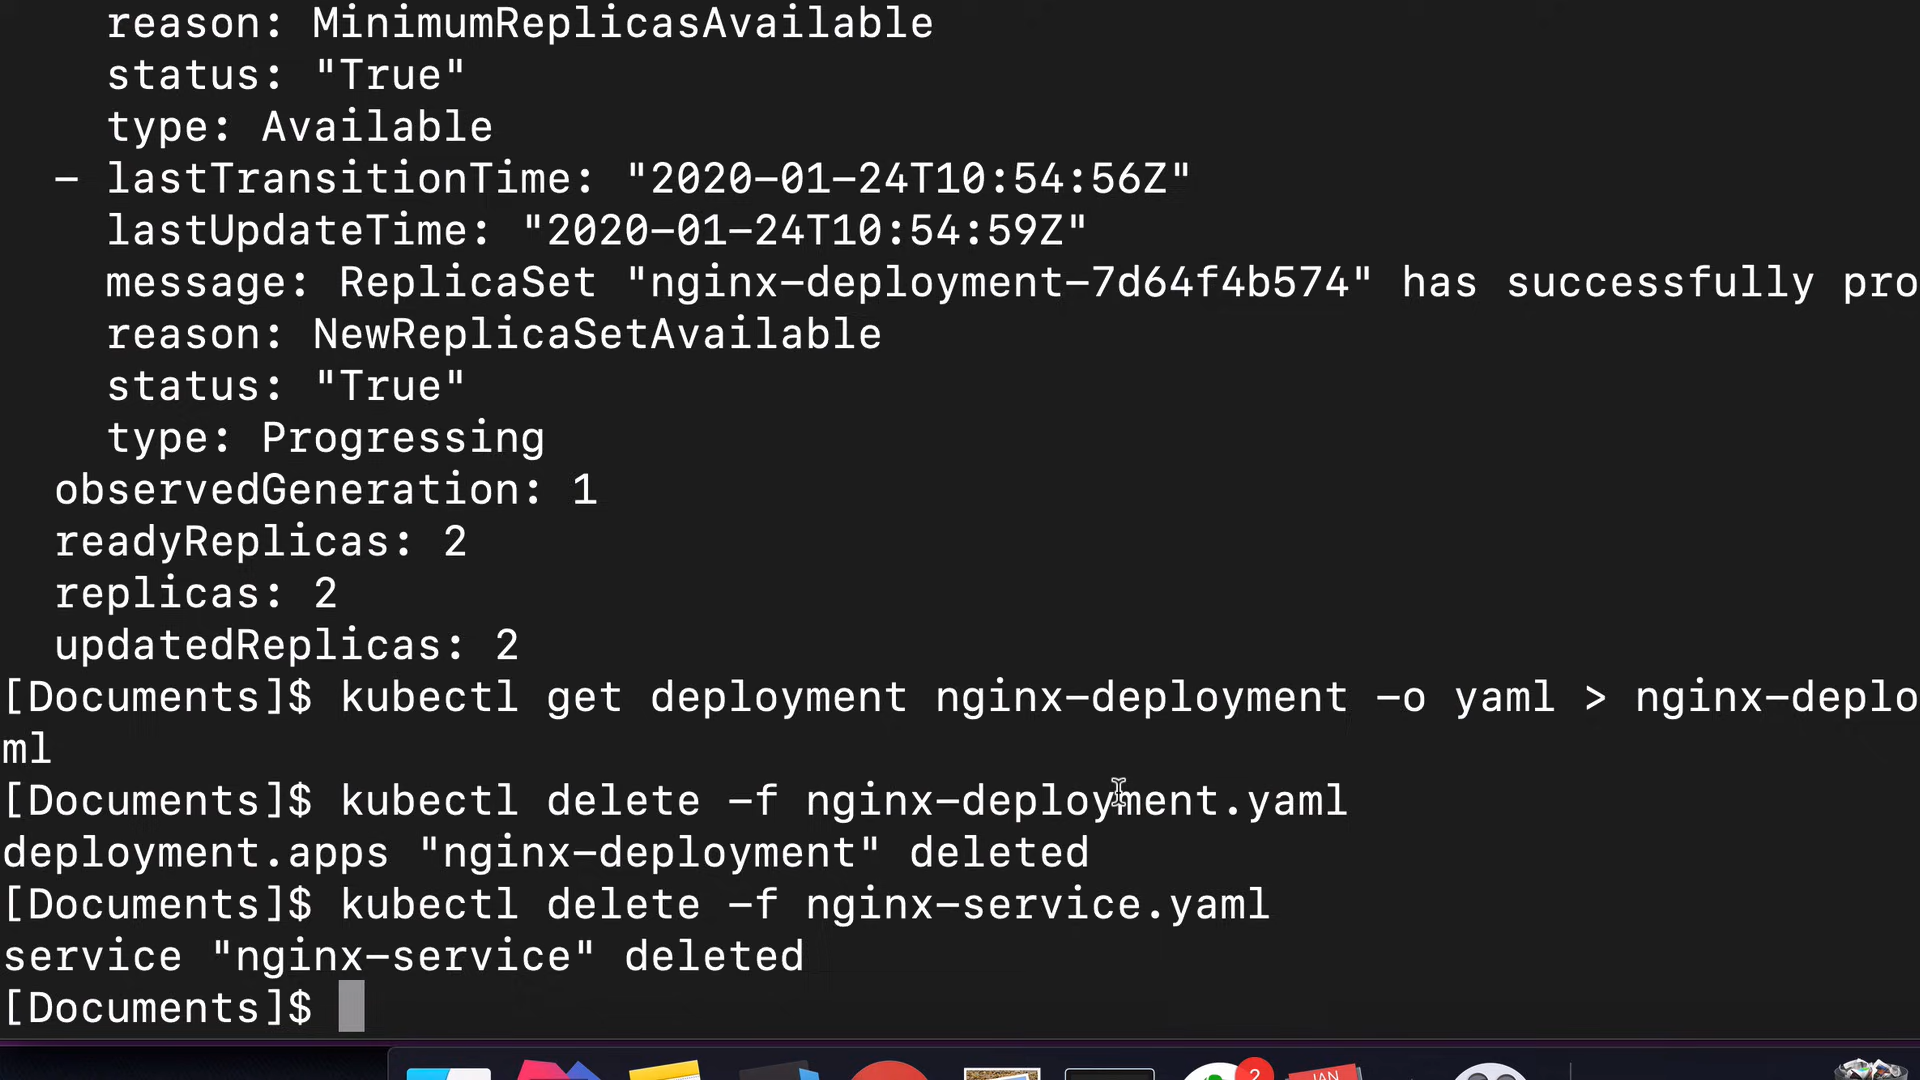 reason: MinimumReplicasAvailable
status: "True"
type: Available
- lastTransitionTime: "2020-01-24T10:54:56Z"
lastUpdateTime: "2020-01-24T10:54:59Z"
message: ReplicaSet "nginx-deployment-7d64f4b574" has successfully pro
reason: NewReplicaSetAvailable
status: "True"
type: Progressing
observedGeneration: 1
readyReplicas: 2
replicas: 2
updatedReplicas: 2
[Documents]$ kubectl get deployment nginx-deployment -o yaml > nginx-deplo
ml
[Documents]$ kubectl delete -f nginx-deployment.yaml
deployment.apps "nginx-deployment" deleted
[Documents]$ kubectl delete -f nginx-service.yaml
service "nginx-service" deleted
[Documents]$
2
JAN